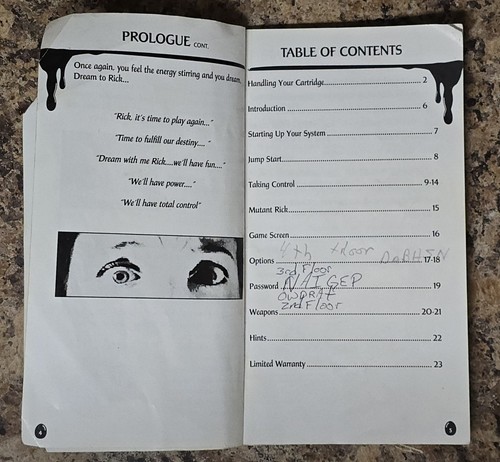 PROLOGUE CONT.
Once again, you feel the energy stirring and you dream.
Dream to Rick...
"Rick, it's time to play again..."
"Time to fulfill our destiny.... "
"Dream with me Rick....we'll have fun...."
"We'll have power...."
"We'll have total control"
4
TABLE OF CONTENTS
Handling Your Cartridge 2
Introduction 6
Starting Up Your System 7
Jump Start 8
Taking Control 9-14
Mutant Rick 15
Game Screen 16
4th floor
Options 17-18
3rd Floor
Password NAIGEP 19
OWPRAT
2nd Floor
Weapons 20-21
Hints 22
Limited Warranty 23
5